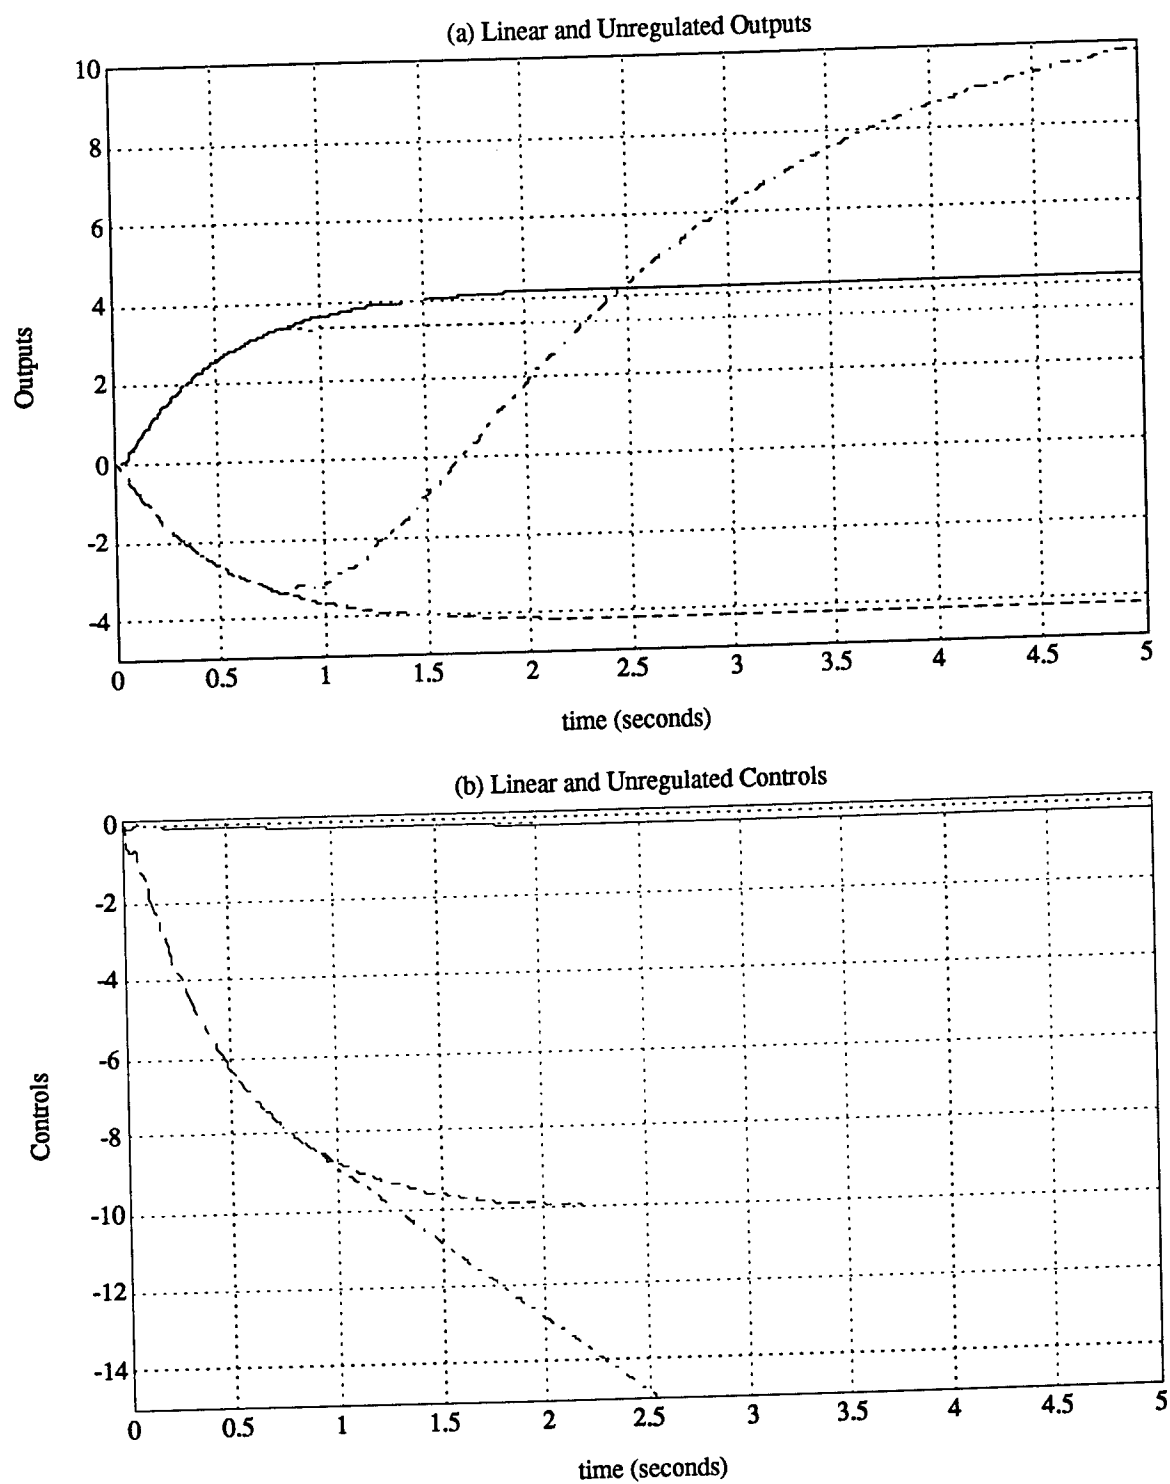 (a) Linear and Unregulated Outputs
10
8
6
4
2
0
-2
-4
Outputs
0 0.5 1 1.5 2 2.5 3 3.5 4 4.5 5
time (seconds)
(b) Linear and Unregulated Controls
0
-2
-4
-6
-8
-10
-12
-14
Controls
0 0.5 1 1.5 2 2.5 3 3.5 4 4.5 5
time (seconds)